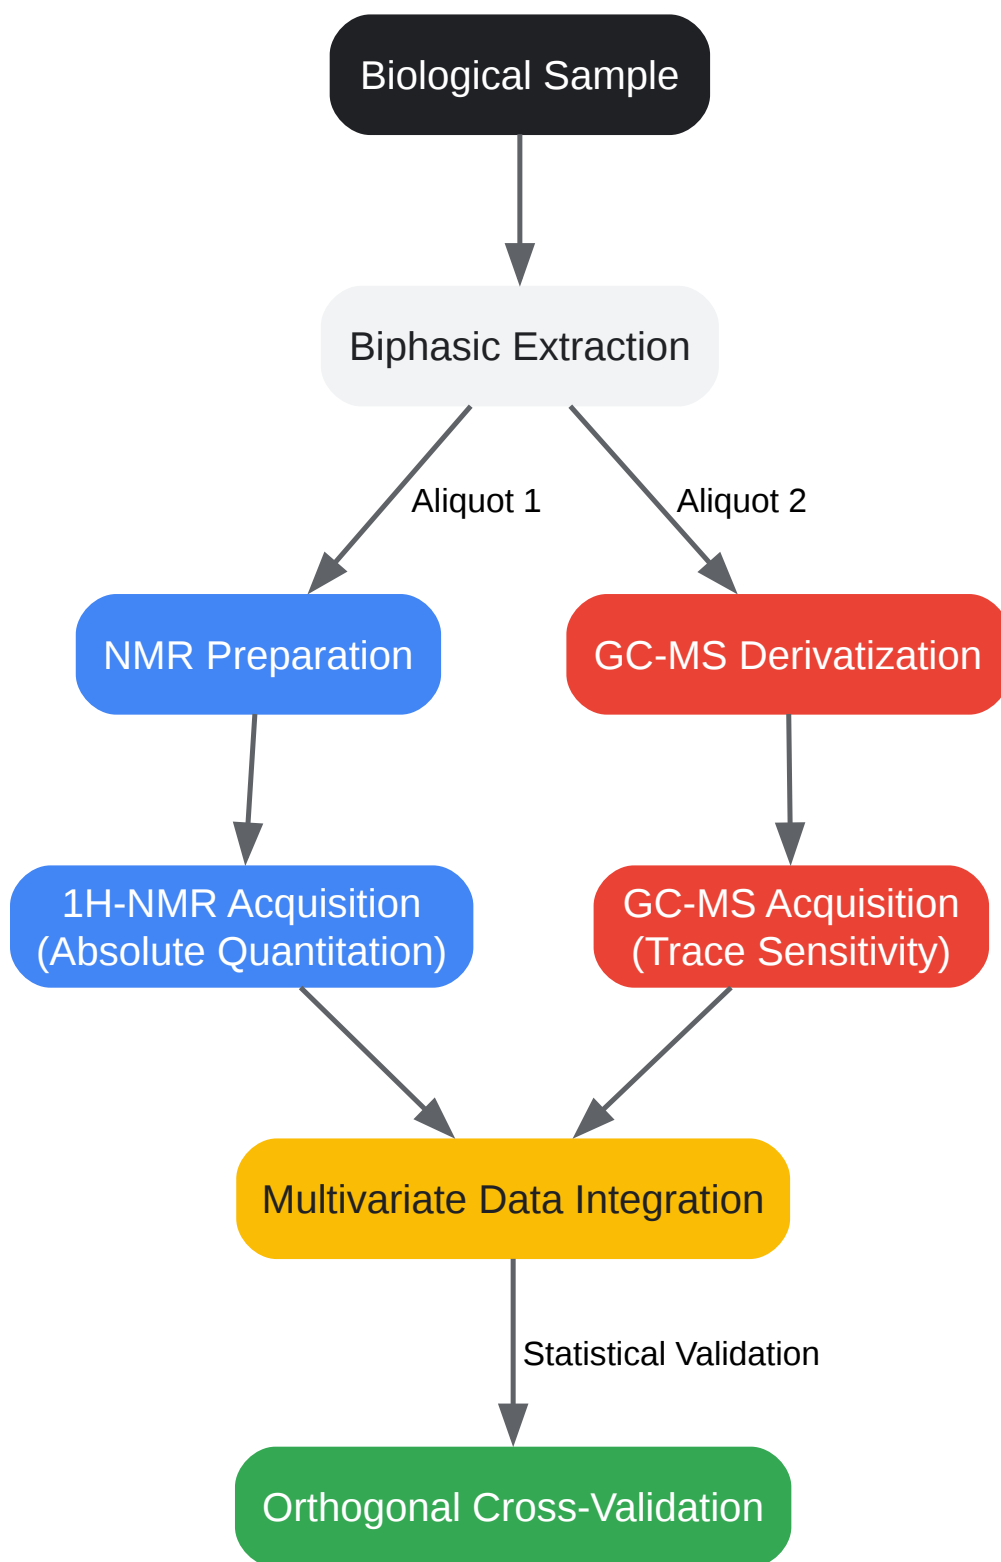 Biological Sample
Biphasic Extraction
Aliquot 1
Aliquot 2
NMR Preparation
GC-MS Derivatization
1H-NMR Acquisition
(Absolute Quantitation)
GC-MS Acquisition
(Trace Sensitivity)
Multivariate Data Integration
Statistical Validation
Orthogonal Cross-Validation